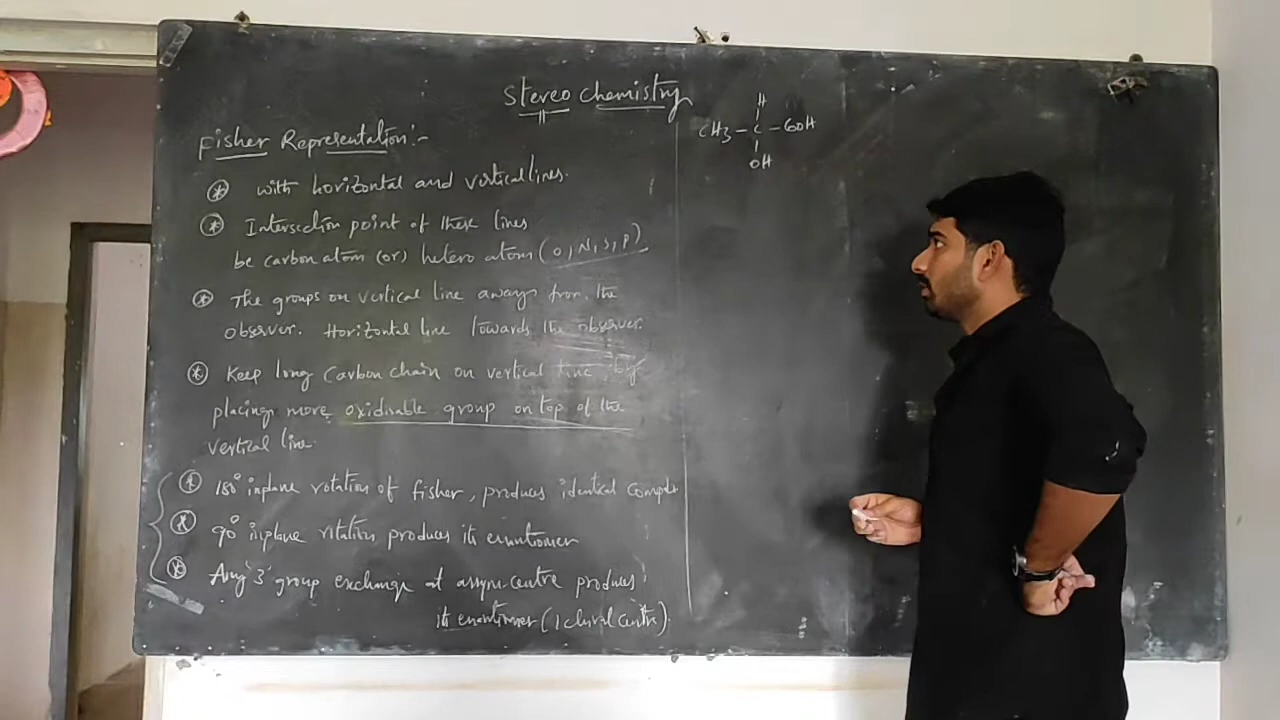 Stereo Chemistry
Fisher Representation:-
with horizontal and vertical lines.
Intersection point of these lines
be carbon atom (or) hetero atom (O, N, S, P)
The groups on vertical line aways from the
observer. Horizontal line towards the observer.
Keep long carbon chain on vertical line, by
placing more oxidisable group on top of the
vertical line.
180° inplane rotation of fisher, produces identical comple
90° inplane rotation produces its enantiomer
Any '3' group exchange at assym. centre produces
its enantiomer (1 chiral centre).
H
CH3 - C - COOH
OH